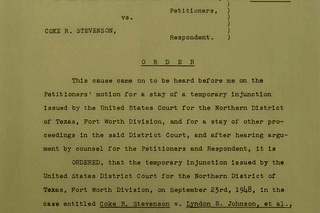 Petitioners, )
vs. )
COKE R. STEVENSON, )
Respondent. )
O R D E R
This cause came on to be heard before me on the
Petitioners' motion for a stay of a temporary injunction
issued by the United States Court for the Northern District
of Texas, Fort Worth Division, and for a stay of other pro-
ceedings in the said District Court, and after hearing argu-
ment by counsel for the Petitioners and Respondent, it is
ORDERED, that the temporary injunction issued by the
United States District Court for the Northern District of
Texas, Fort Worth Division, on September 23rd, 1948, in the
case entitled Coke R. Stevenson v. Lyndon B. Johnson, et al.,